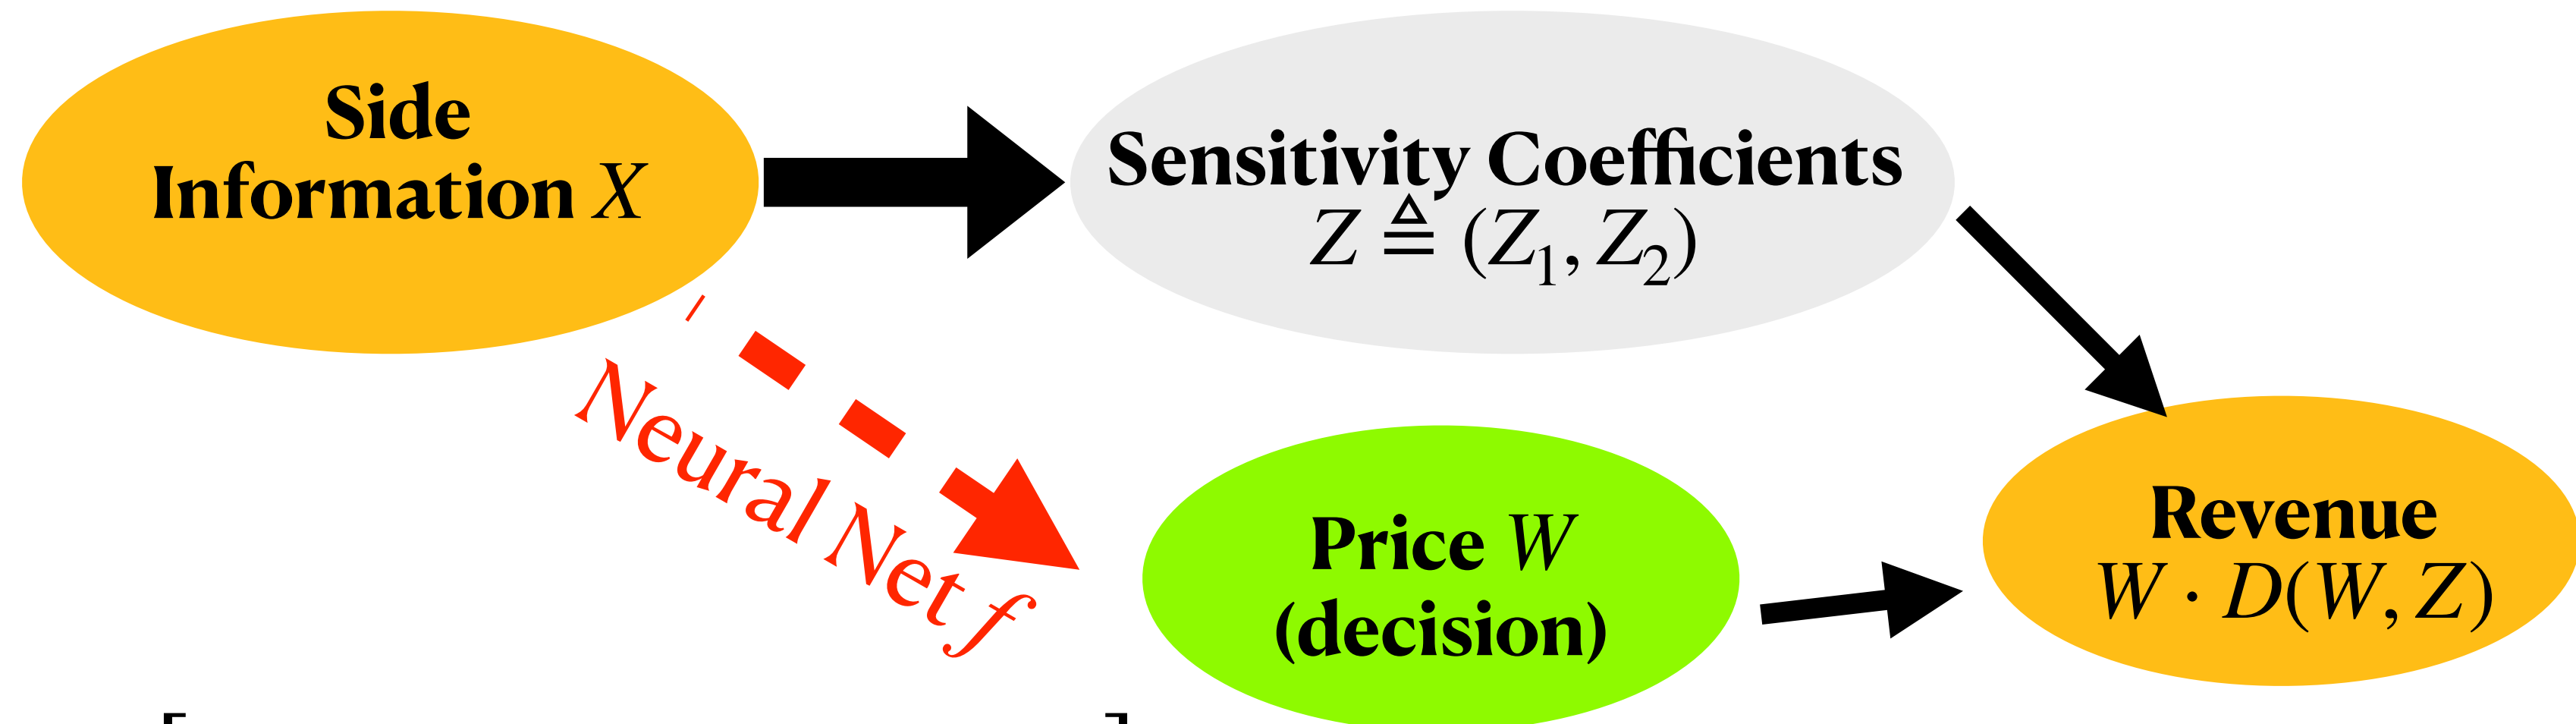 Side
Information X
Sensitivity Coefficients
Z ≜ (Z₁, Z₂)
Neural Net f
Price W
(decision)
Revenue
W · D(W, Z)
[ ]